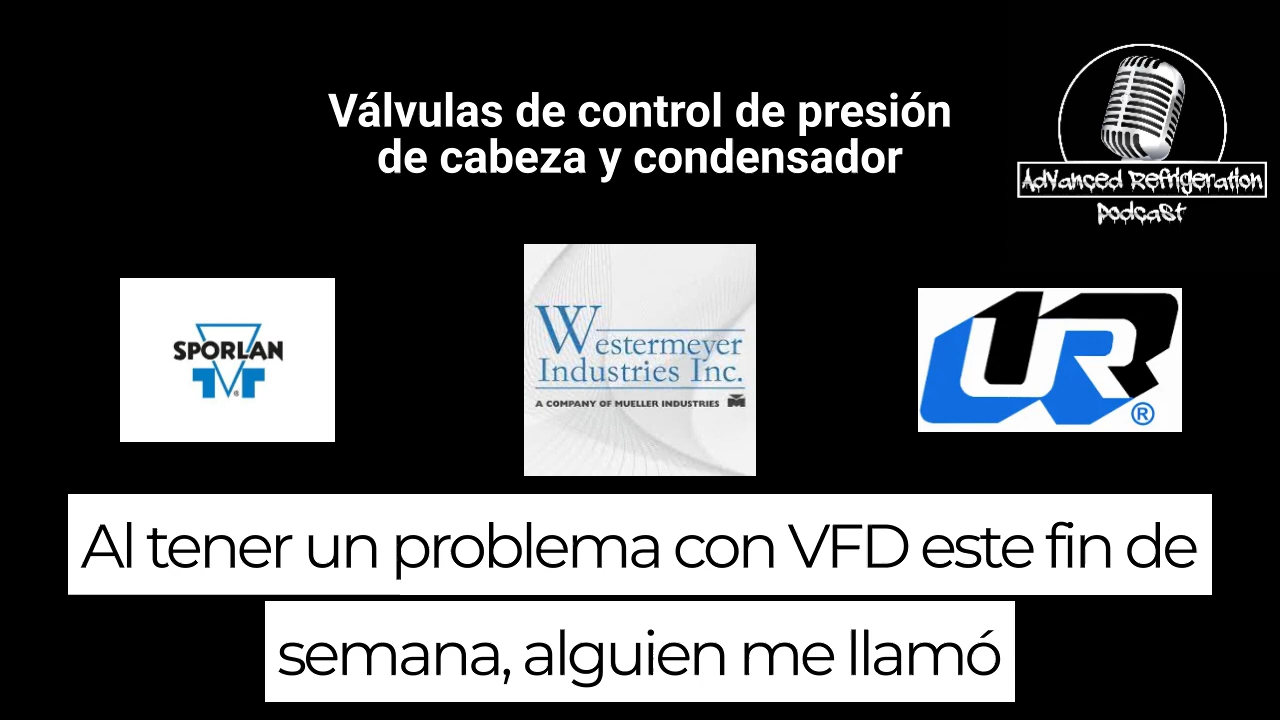 Válvulas de control de presión
de cabeza y condensador
AdVanced Refrigeration
Podcast
SPORLAN
®
Westermeyer
Industries Inc.
A COMPANY OF MUELLER INDUSTRIES
UR
®
Al tener un problema con VFD este fin de
semana, alguien me llamó